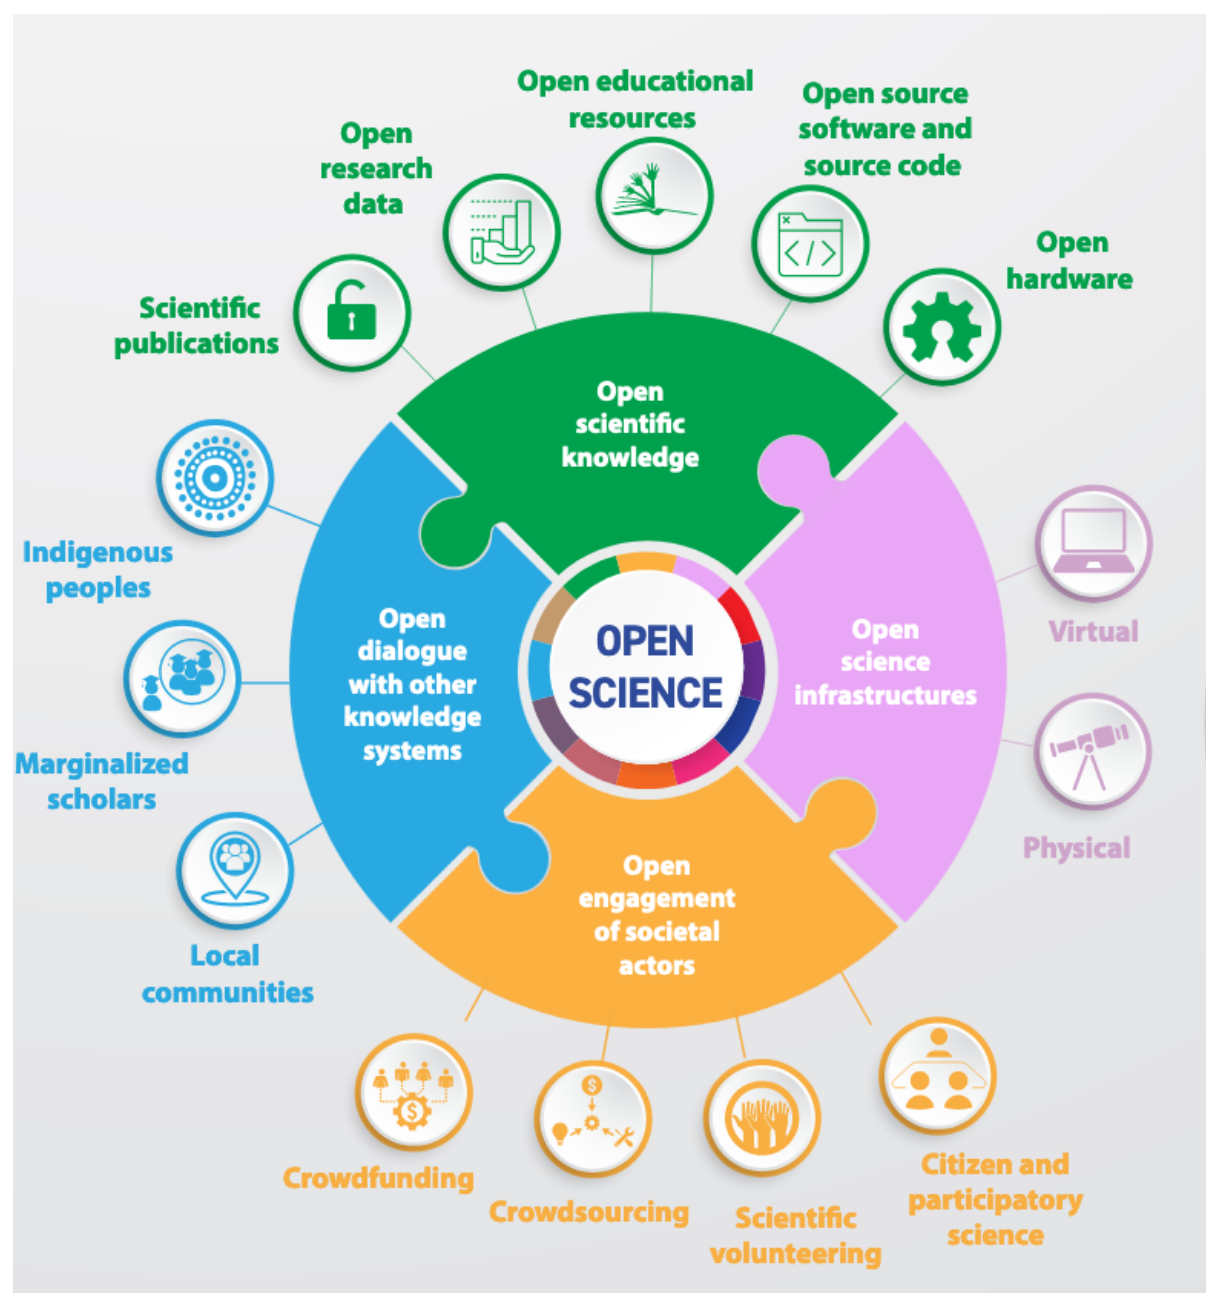 Open educational
resources
Open source
software and
source code
Open
research
data
Open
hardware
Scientific
publications
Open
scientific
knowledge
Indigenous
peoples
Virtual
Open
dialogue
with other
knowledge
systems
OPEN
SCIENCE
Open
science
infrastructures
Marginalized
scholars
Physical
Open
engagement
of societal
actors
Local
communities
Crowdfunding
Crowdsourcing
Scientific
volunteering
Citizen and
participatory
science